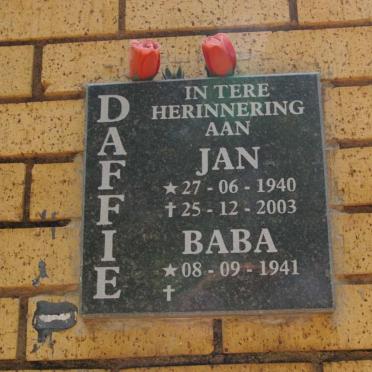 DAFFIE
IN TERE
HERINNERING
AAN
JAN
★ 27 - 06 - 1940
✝ 25 - 12 - 2003
BABA
★ 08 - 09 - 1941
✝